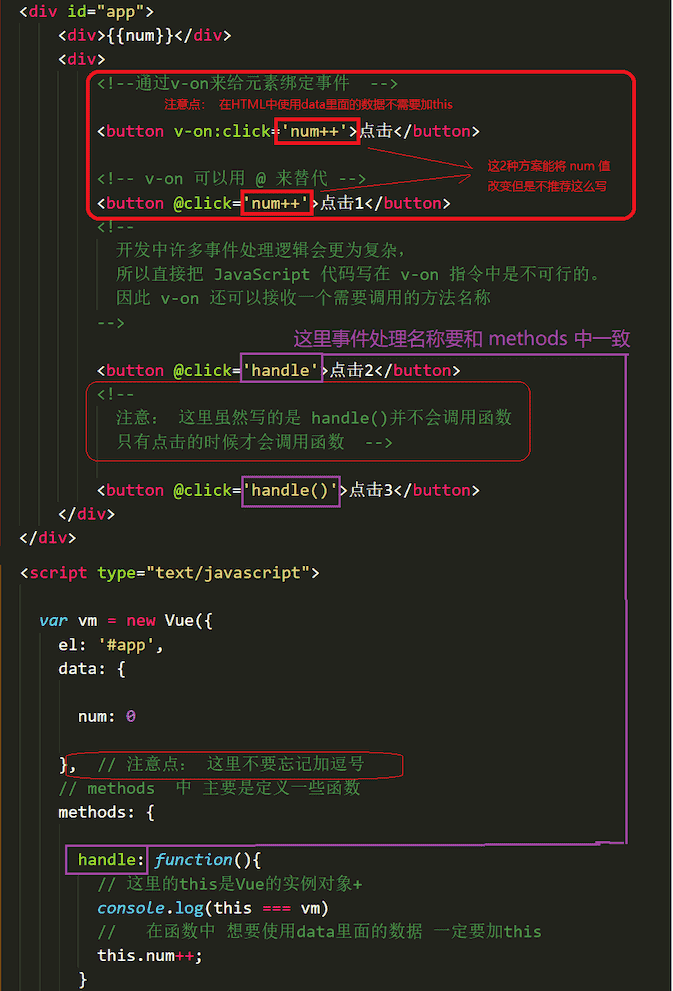 <div id="app">
<div>{{num}}</div>
<div>
<!--通过v-on来给元素绑定事件  -->
注意点： 在HTML中使用data里面的数据不需要加this
<button v-on:click='num++'>点击</button>
这2种方案能将 num 值
<!-- v-on 可以用 @ 来替代 -->
改变但是不推荐这么写
<button @click='num++'>点击1</button>
<!--
开发中许多事件处理逻辑会更为复杂，
所以直接把 JavaScript 代码写在 v-on 指令中是不可行的。
因此 v-on 还可以接收一个需要调用的方法名称
-->
这里事件处理名称要和 methods 中一致
<button @click='handle'>点击2</button>
<!--
注意： 这里虽然写的是 handle()并不会调用函数
只有点击的时候才会调用函数  -->
<button @click='handle()'>点击3</button>
</div>
</div>
<script type="text/javascript">
var vm = new Vue({
el: '#app',
data: {
num: 0
},  // 注意点： 这里不要忘记加逗号
// methods  中 主要是定义一些函数
methods: {
handle: function(){
// 这里的this是Vue的实例对象+
console.log(this === vm)
//   在函数中 想要使用data里面的数据 一定要加this
this.num++;
}